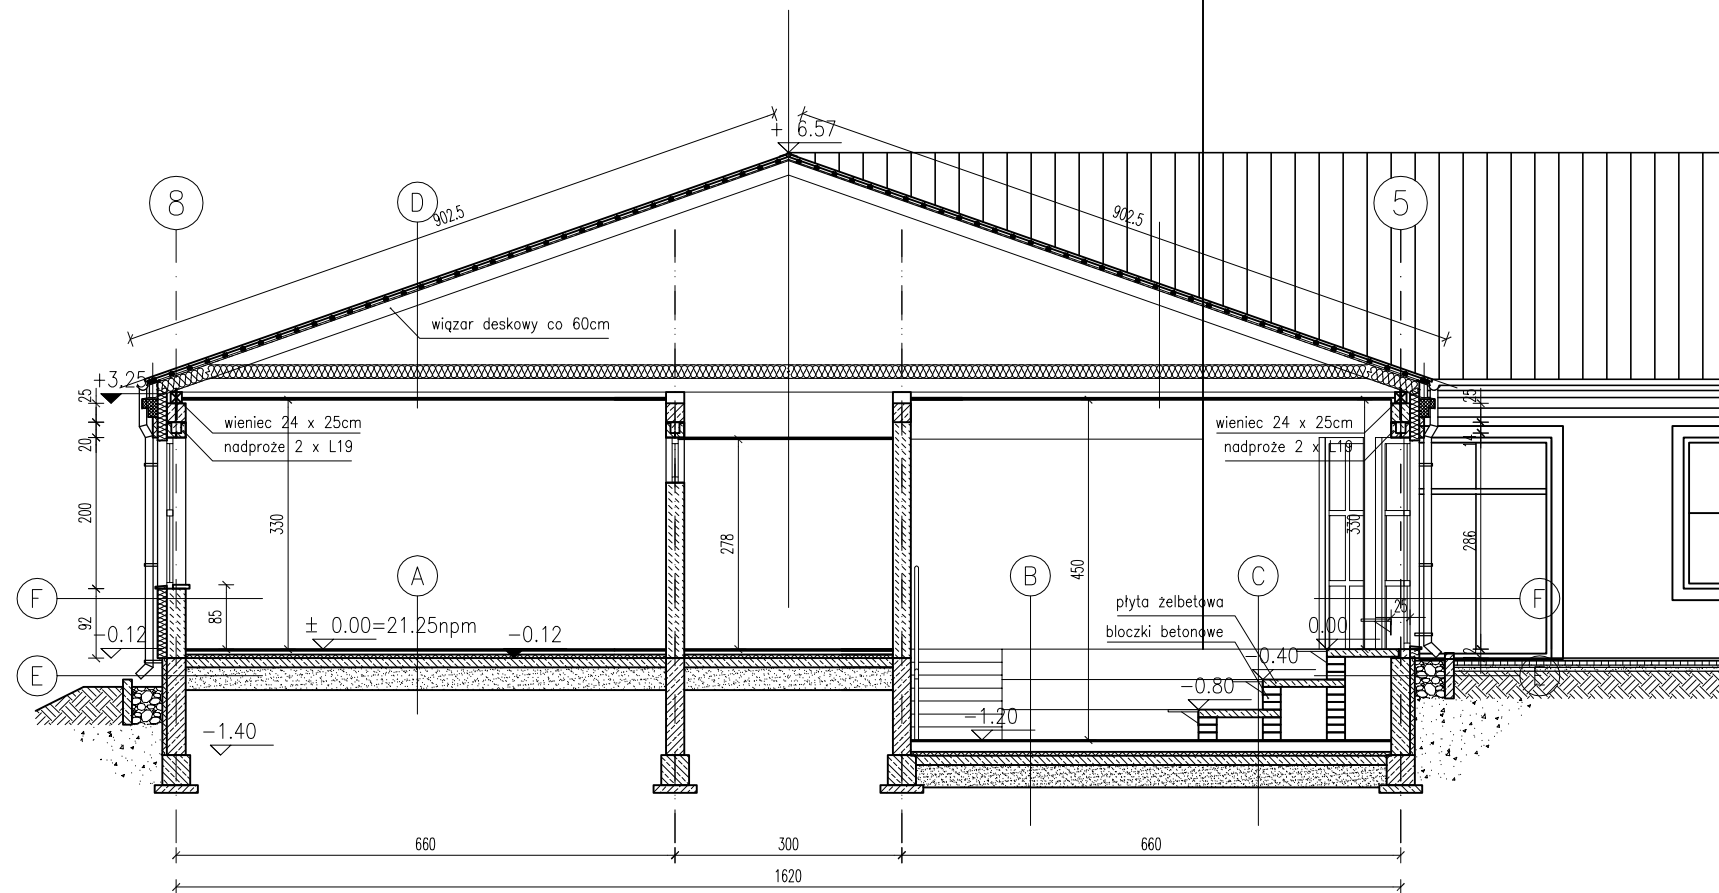 + 6.57
8
D
902.5
902.5
5
wiązar deskowy co 60cm
+3.25
25
wieniec 24 x 25cm
nadproże 2 x L19
wieniec 24 x 25cm
nadproże 2 x L19
25
14
20
200
330
278
450
330
286
A
B
C
F
F
płyta żelbetowa
bloczki betonowe
25
92
85
-0.12
± 0.00=21.25npm
-0.12
0.00
2
-0.40
E
E
-0.80
-1.20
-1.40
660
300
660
1620